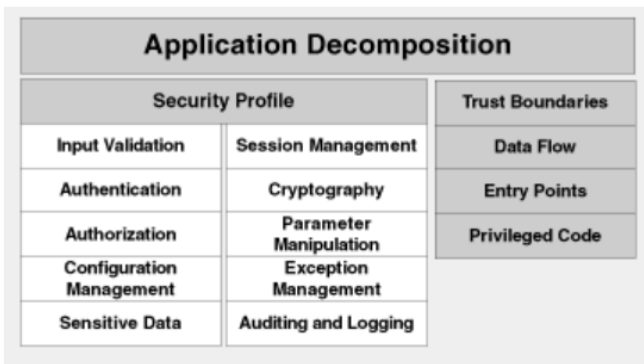 Application Decomposition
Security Profile
Input Validation
Session Management
Authentication
Cryptography
Authorization
Parameter
Manipulation
Configuration
Management
Exception
Management
Sensitive Data
Auditing and Logging
Trust Boundaries
Data Flow
Entry Points
Privileged Code